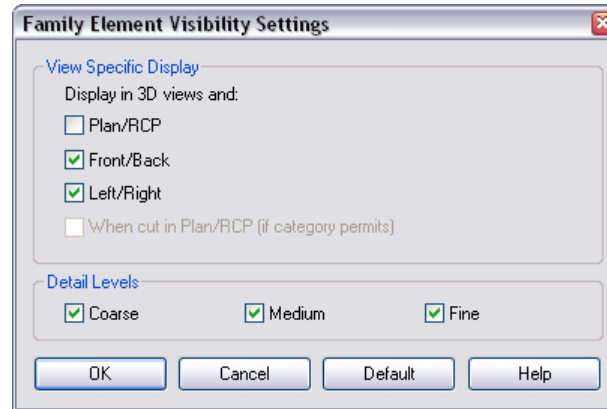 Family Element Visibility Settings
View Specific Display
Display in 3D views and:
Plan/RCP
Front/Back
Left/Right
When cut in Plan/RCP (if category permits)
Detail Levels
Coarse Medium Fine
OK Cancel Default Help